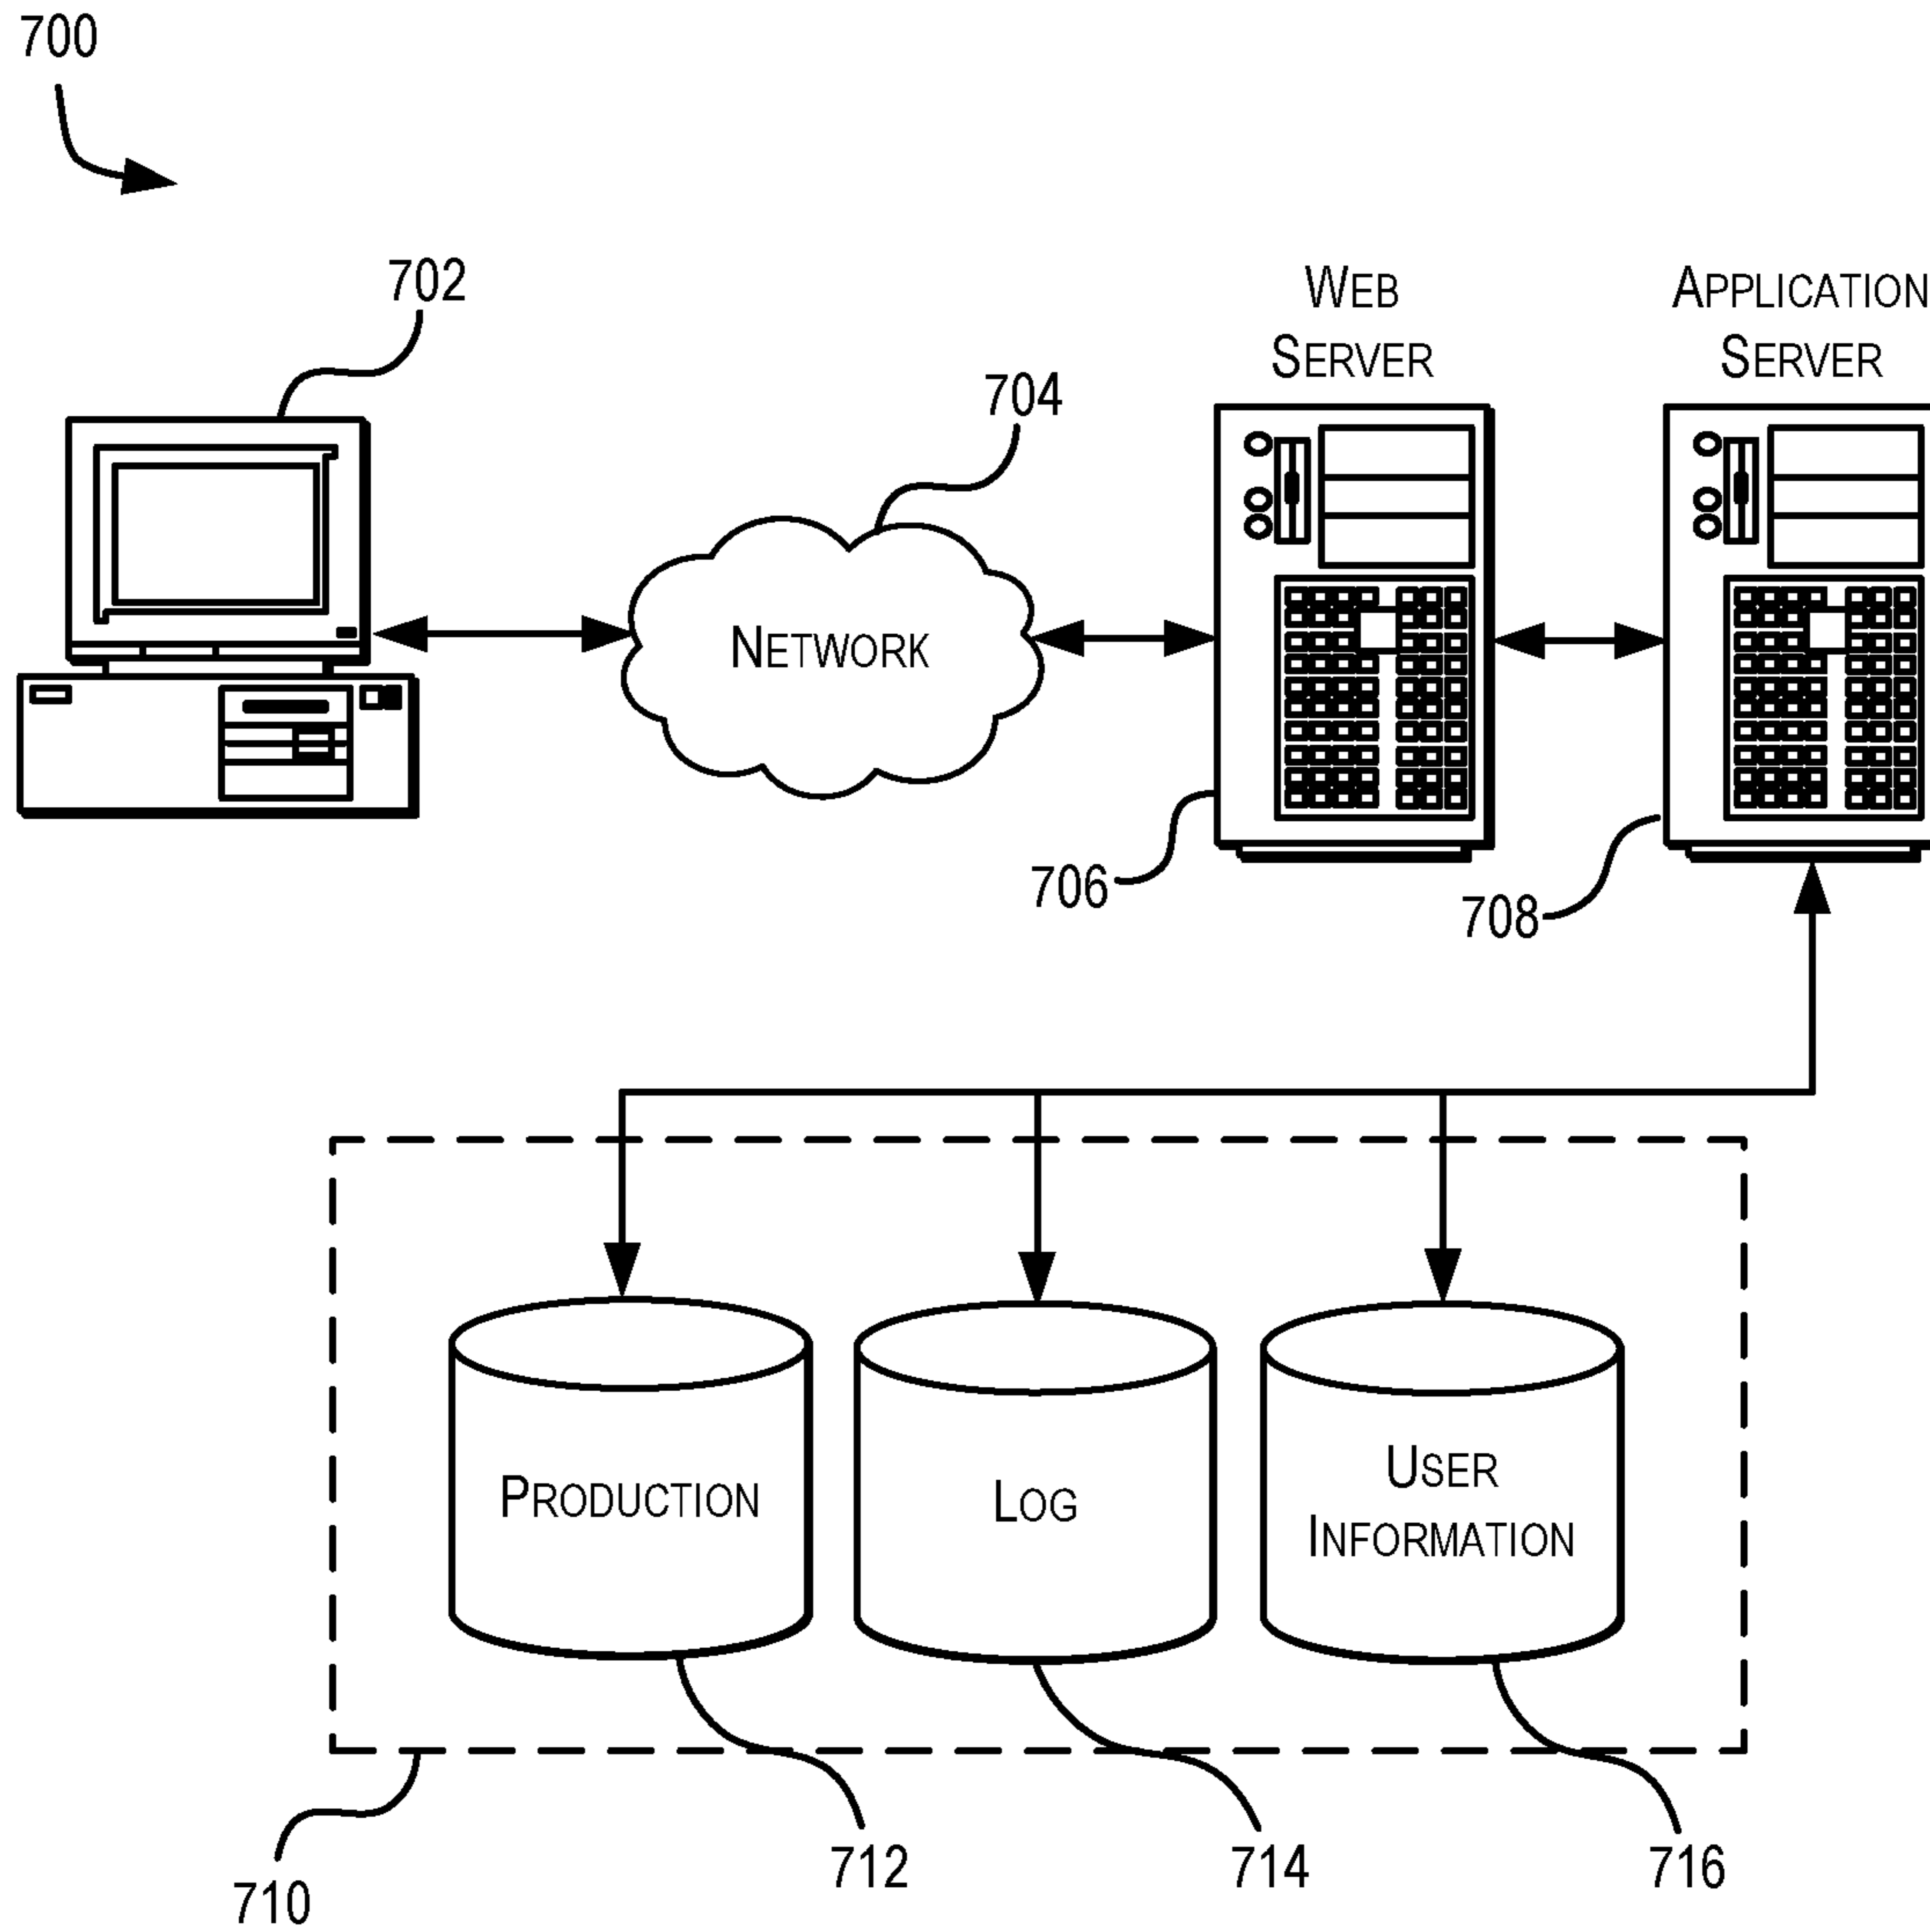 700
702
WEB
SERVER
APPLICATION
SERVER
704
NETWORK
706
708
PRODUCTION
LOG
USER
INFORMATION
710
712
714
716